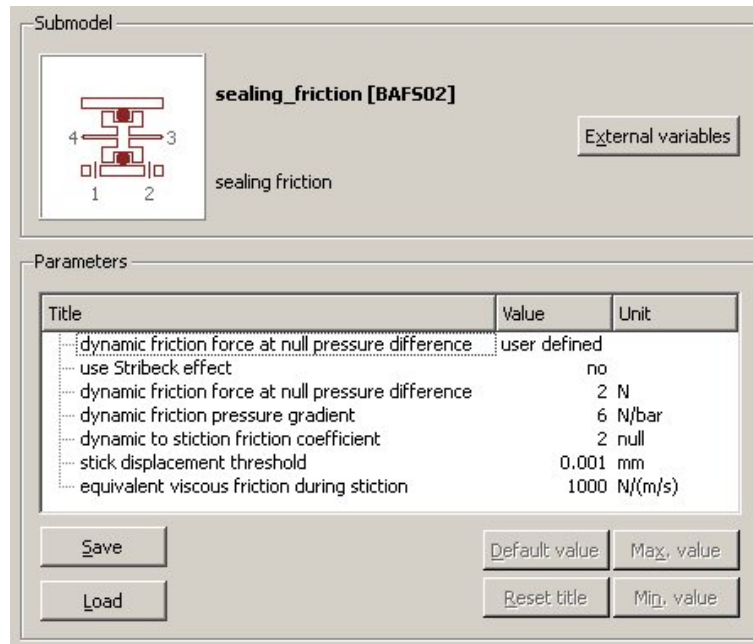 Submodel
sealing_friction [BAFS02]
4 3
External variables
1 2
sealing friction
Parameters
Title Value Unit
dynamic friction force at null pressure difference user defined
use Stribeck effect no
dynamic friction force at null pressure difference 2 N
dynamic friction pressure gradient 6 N/bar
dynamic to stiction friction coefficient 2 null
stick displacement threshold 0.001 mm
equivalent viscous friction during stiction 1000 N/(m/s)
Save Default value Max. value
Load Reset title Min. value